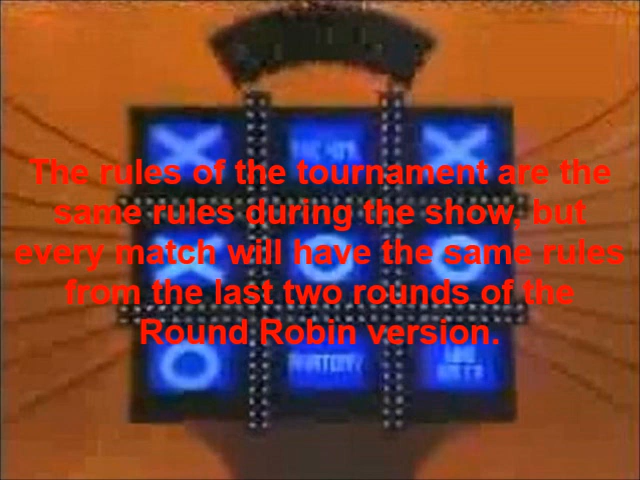 X X
The rules of the tournament are the
same rules during the show, but
every match will have the same rules
from the last two rounds of the
Round Robin version.
X O O
O